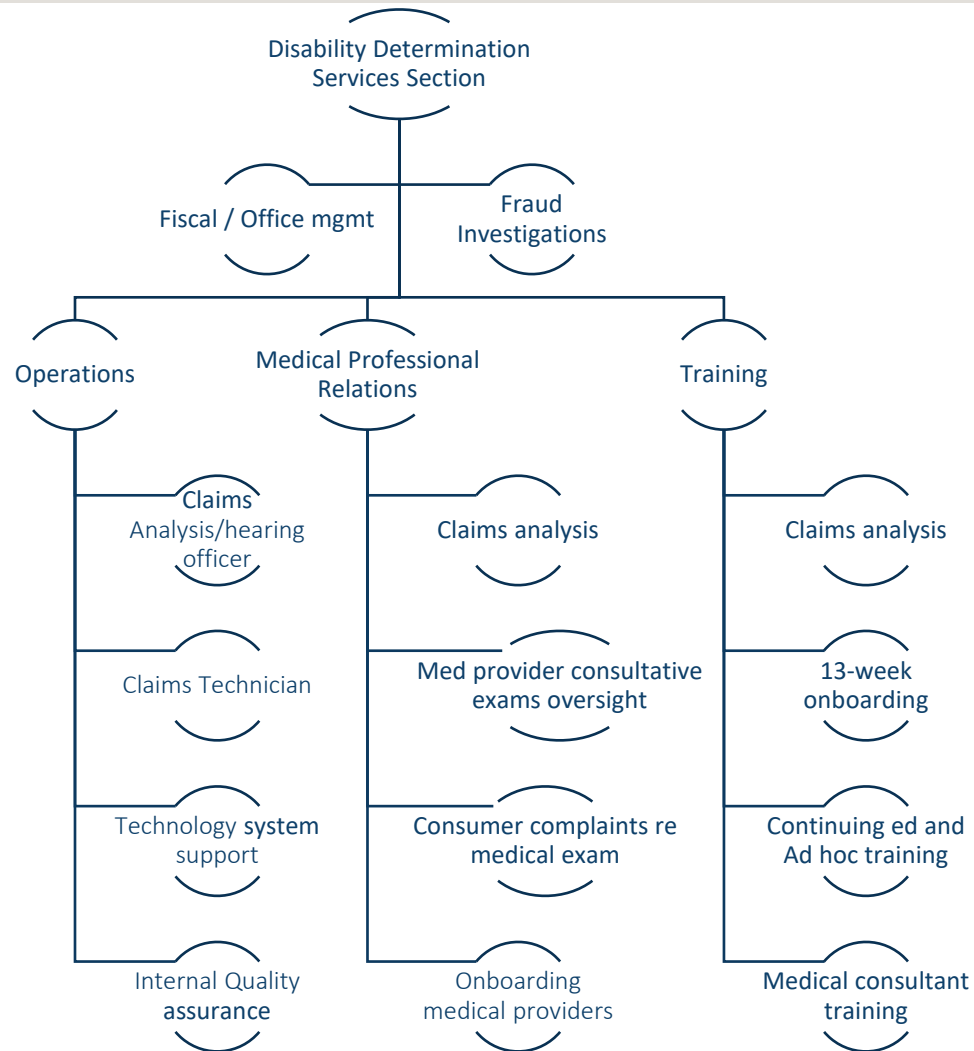 Disability Determination
Services Section
Fiscal / Office mgmt
Fraud
Investigations
Operations
Medical Professional
Relations
Training
Claims
Analysis/hearing
officer
Claims Technician
Technology system
support
Internal Quality
assurance
Claims analysis
Med provider consultative
exams oversight
Consumer complaints re
medical exam
Onboarding
medical providers
Claims analysis
13-week
onboarding
Continuing ed and
Ad hoc training
Medical consultant
training